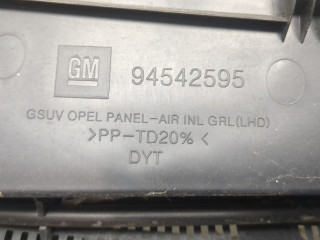 GM 94542595
GSUV OPEL PANEL-AIR INL GRL(LHD)
>PP-TD20%<
DYT